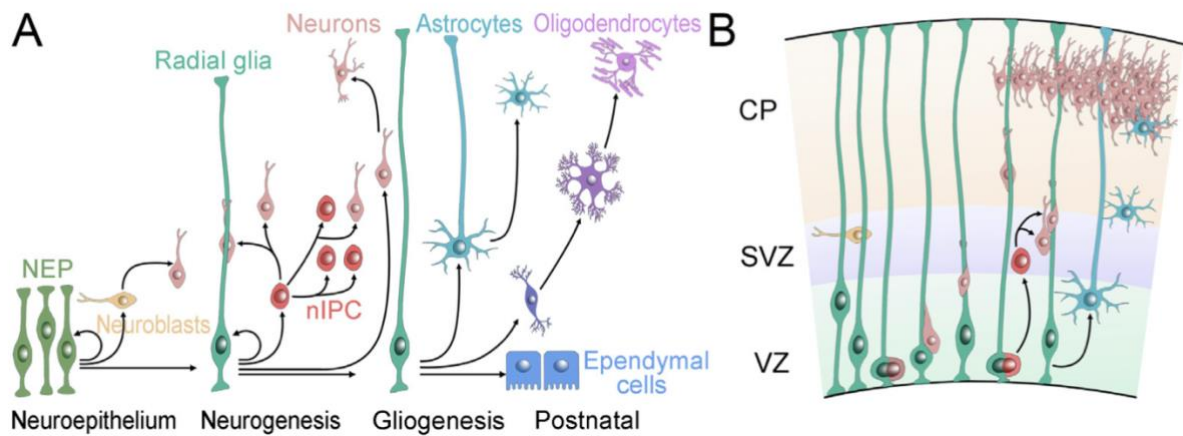 A
Neurons
Astrocytes
Oligodendrocytes
Radial glia
NEP
Neuroblasts
nIPC
Ependymal
cells
Neuroepithelium
Neurogenesis
Gliogenesis
Postnatal
B
CP
SVZ
VZ